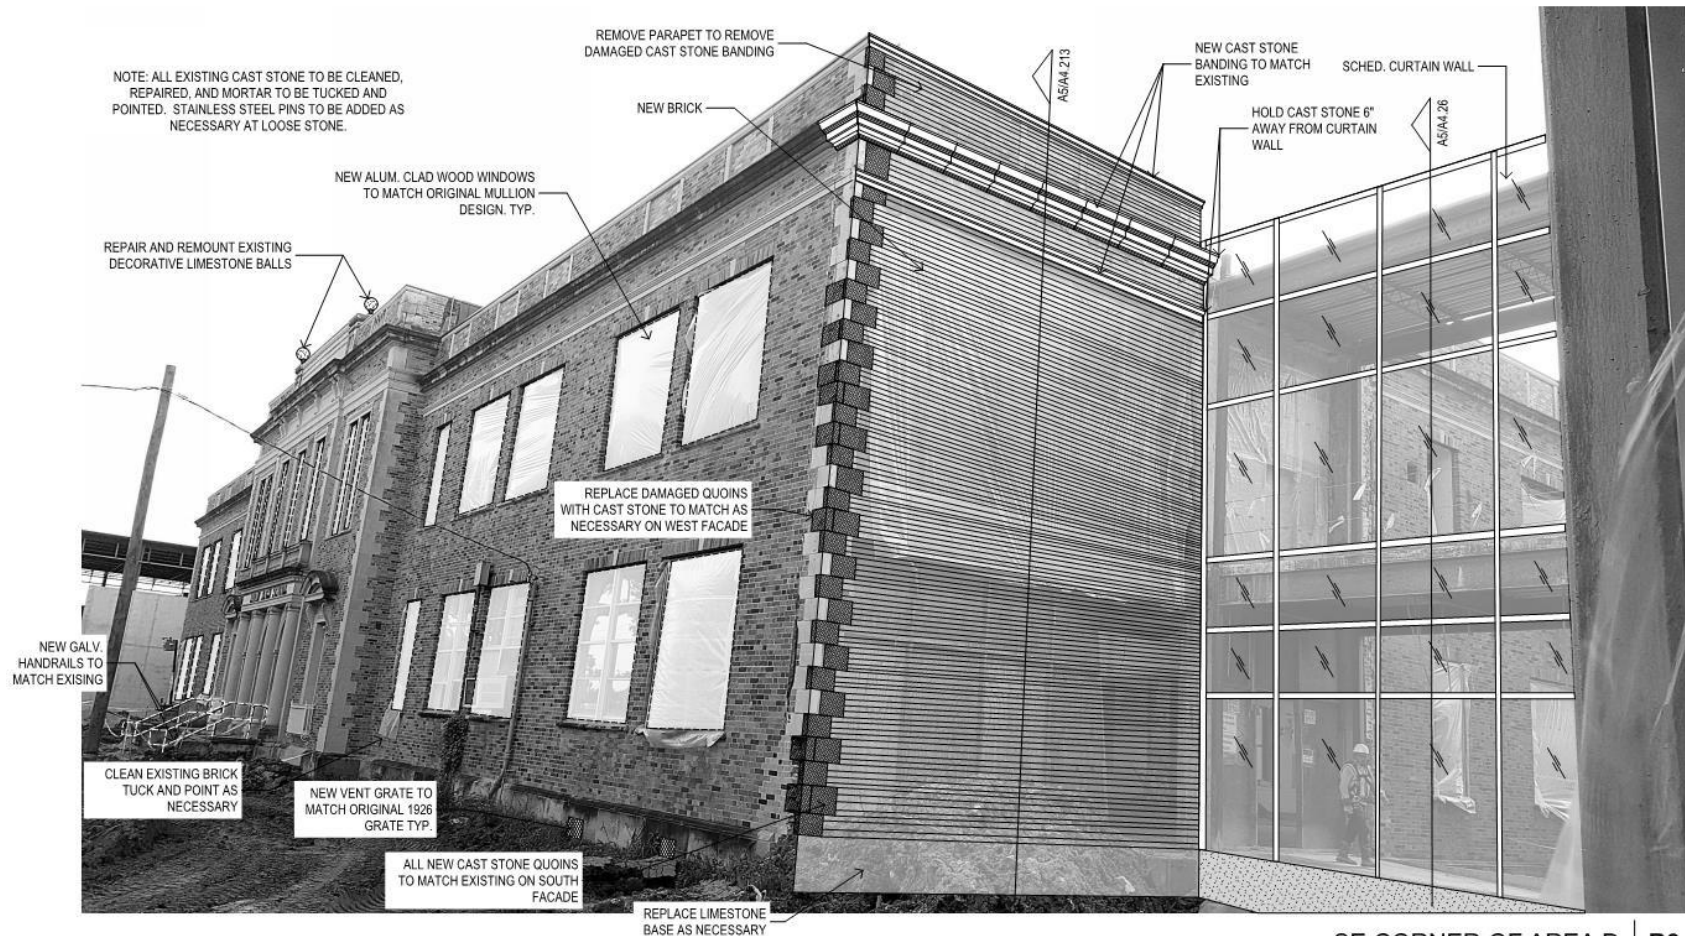 REMOVE PARAPET TO REMOVE
DAMAGED CAST STONE BANDING
NEW CAST STONE
BANDING TO MATCH
EXISTING
SCHED. CURTAIN WALL
NOTE: ALL EXISTING CAST STONE TO BE CLEANED,
REPAIRED, AND MORTAR TO BE TUCKED AND
POINTED. STAINLESS STEEL PINS TO BE ADDED AS
NECESSARY AT LOOSE STONE.
A5/A4.213
NEW BRICK
HOLD CAST STONE 6"
AWAY FROM CURTAIN
WALL
A5/A4.26
NEW ALUM. CLAD WOOD WINDOWS
TO MATCH ORIGINAL MULLION
DESIGN. TYP.
REPAIR AND REMOUNT EXISTING
DECORATIVE LIMESTONE BALLS
REPLACE DAMAGED QUOINS
WITH CAST STONE TO MATCH AS
NECESSARY ON WEST FACADE
NEW GALV.
HANDRAILS TO
MATCH EXISING
CLEAN EXISTING BRICK
TUCK AND POINT AS
NECESSARY
NEW VENT GRATE TO
MATCH ORIGINAL 1926
GRATE TYP.
ALL NEW CAST STONE QUOINS
TO MATCH EXISTING ON SOUTH
FACADE
REPLACE LIMESTONE
BASE AS NECESSARY